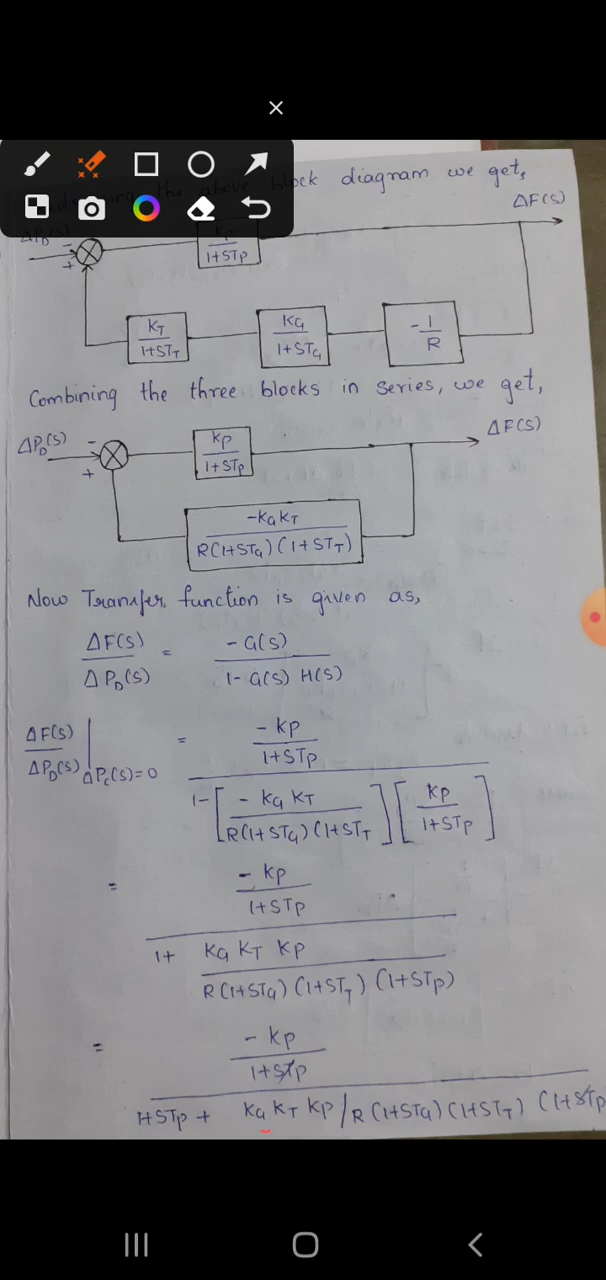 the above block diagram we get,
ΔF(S)
ΔPD(S)
-
+
KP
1+STP
KT
1+STT
KG
1+STG
-1
R
Combining the three blocks in series, we get,
ΔPD(S)
-
+
KP
1+STP
ΔF(S)
-KG KT
R(1+STG)(1+STT)
Now Transfer function is given as,
ΔF(S) / ΔPD(S) = -G(S) / 1-G(S) H(S)
ΔF(S) / ΔPD(S) | ΔPC(S)=0 = -KP / 1+STP
1-[-KG KT / R(1+STG)(1+STT][KP / 1+STP]
= -KP / 1+STP
1+ KG KT KP / R(1+STG)(1+STT)(1+STP)
= -KP / 1+STP
1+STP + KG KT KP/R(1+STG)(1+STT)(1+STP